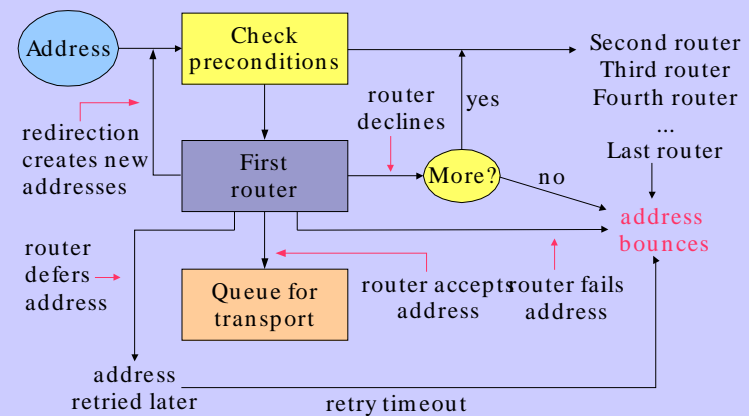 Address
Check
preconditions
Second router
Third router
Fourth router
...
Last router
redirection
creates new
addresses
router
declines
yes
First
router
More?
no
address
bounces
router
defers
address
Queue for
transport
router accepts
address
router fails
address
address
retried later
retry timeout